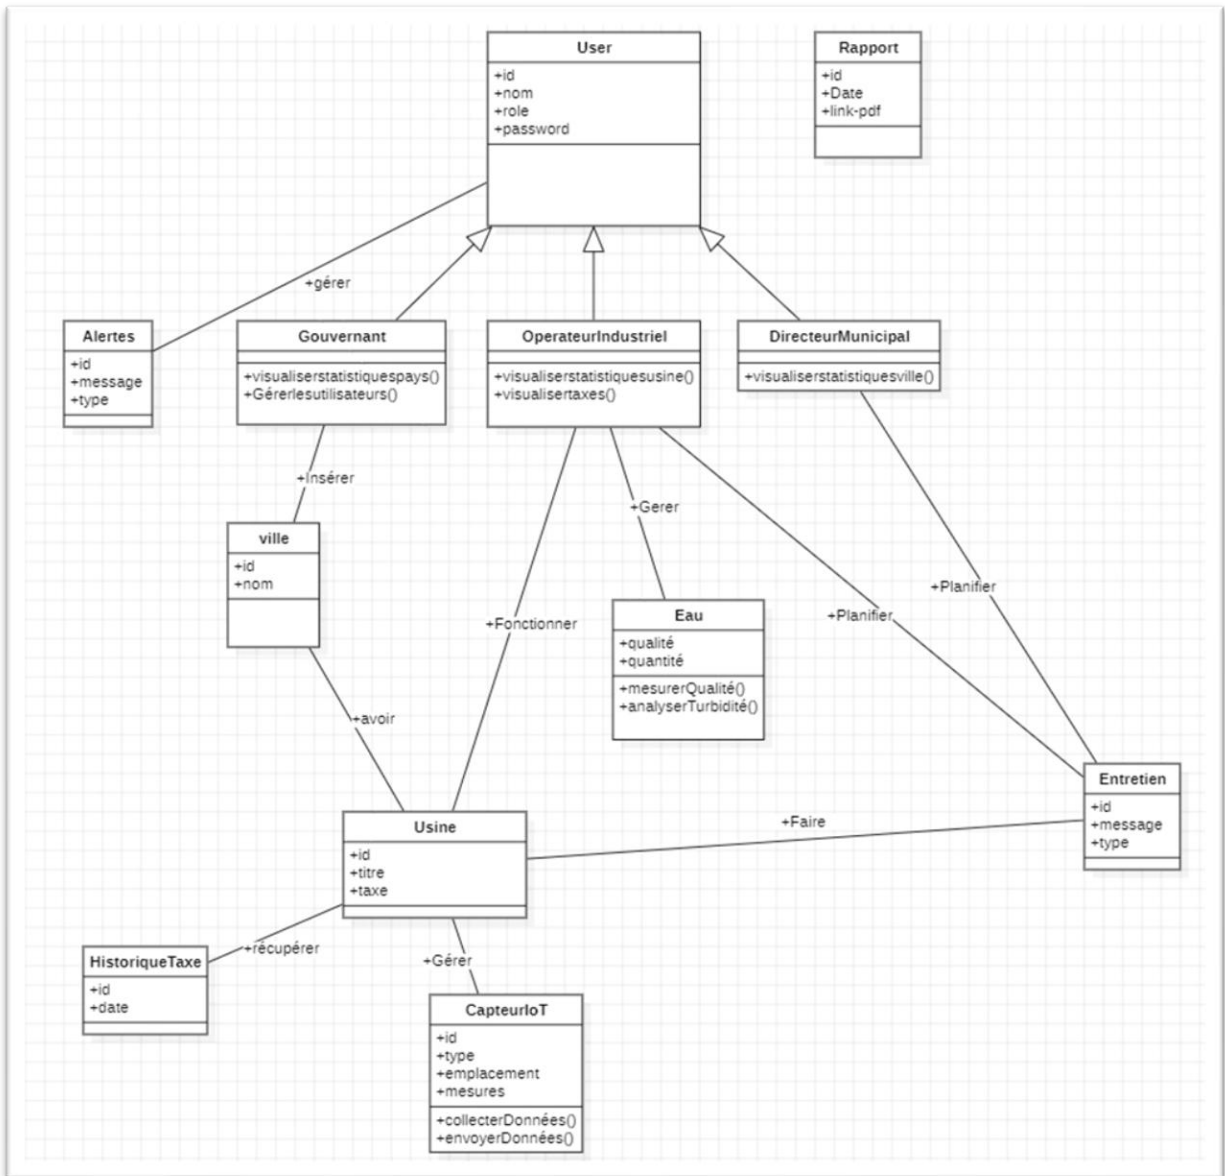 User
+id
+nom
+role
+password
Rapport
+id
+Date
+link-pdf
+gérer
Alertes
+id
+message
+type
Gouvernant
+visualiserstatistiquespays()
+Gérerlesutilisateurs()
OperateurIndustriel
+visualiserstatistiquesusine()
+visualisertaxes()
DirecteurMunicipal
+visualiserstatistiquesville()
+Insérer
+Gerer
ville
+id
+nom
+Planifier
+Planifier
+Fonctionner
Eau
+qualité
+quantité
+mesurerQualité()
+analyserTurbidité()
+avoir
Entretien
+id
+message
+type
+Faire
Usine
+id
+titre
+taxe
+récupérer
+Gérer
HistoriqueTaxe
+id
+date
CapteurIoT
+id
+type
+emplacement
+mesures
+collecterDonnées()
+envoyerDonnées()